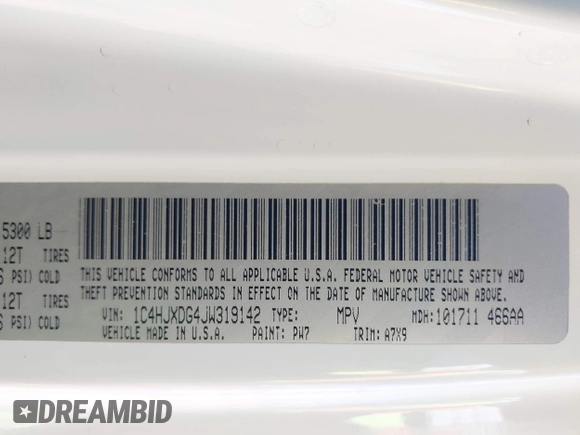 5300 LB
12T TIRES
PSI) COLD
12T TIRES
PSI) COLD
THIS VEHICLE CONFORMS TO ALL APPLICABLE U.S.A. FEDERAL MOTOR VEHICLE SAFETY AND
THEFT PREVENTION STANDARDS IN EFFECT ON THE DATE OF MANUFACTURE SHOWN ABOVE.
VIN: 1C4HJXDG4JW319142 TYPE: MPV MDH: 101711 466AA
VEHICLE MADE IN U.S.A. PAINT: PW7 TRIM: A7X9
DREAMBID